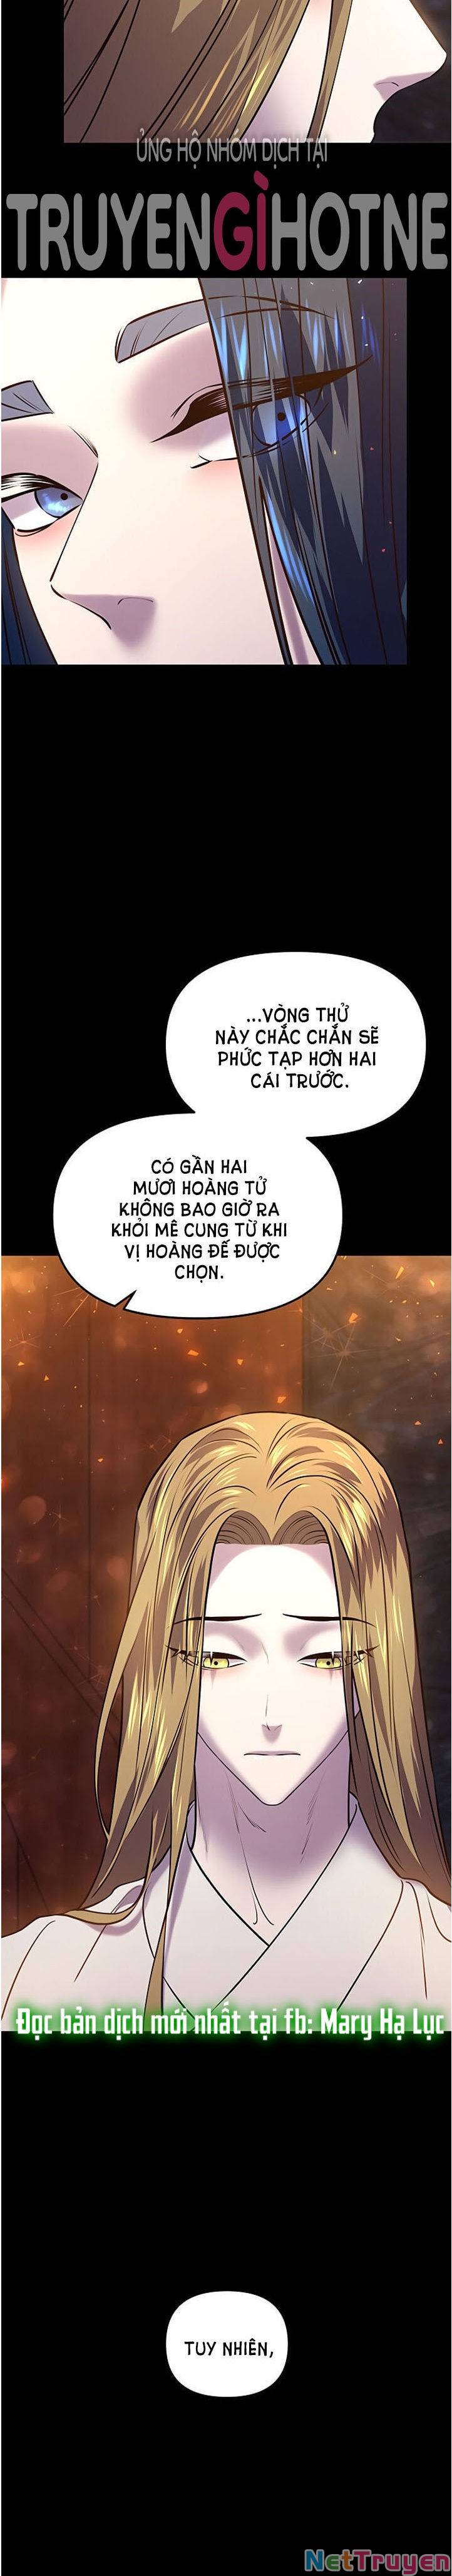 ỦNG HỘ NHÓM DỊCH TẠI
TRUYENGÌHOTNE
...VÒNG THỬ
NÀY CHẮC CHẮN SẼ
PHỨC TẠP HƠN HAI
CÁI TRƯỚC.
CÓ GẦN HAI
MƯƠI HOÀNG TỬ
KHÔNG BAO GIỜ RA
KHỎI MÊ CUNG TỪ KHI
VỊ HOÀNG ĐẾ ĐƯỢC
CHỌN.
Đọc bản dịch mới nhất tại fb: Mary Hạ Lục
TUY NHIÊN,
NetTruyen